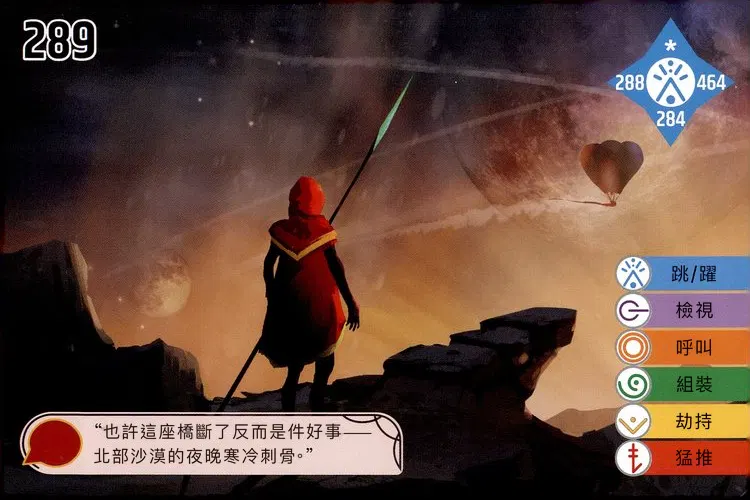 289
*
288
464
284
跳/躍
檢視
呼叫
組裝
劫持
猛推
“也許這座橋斷了反而是件好事——
北部沙漠的夜晚寒冷刺骨。”